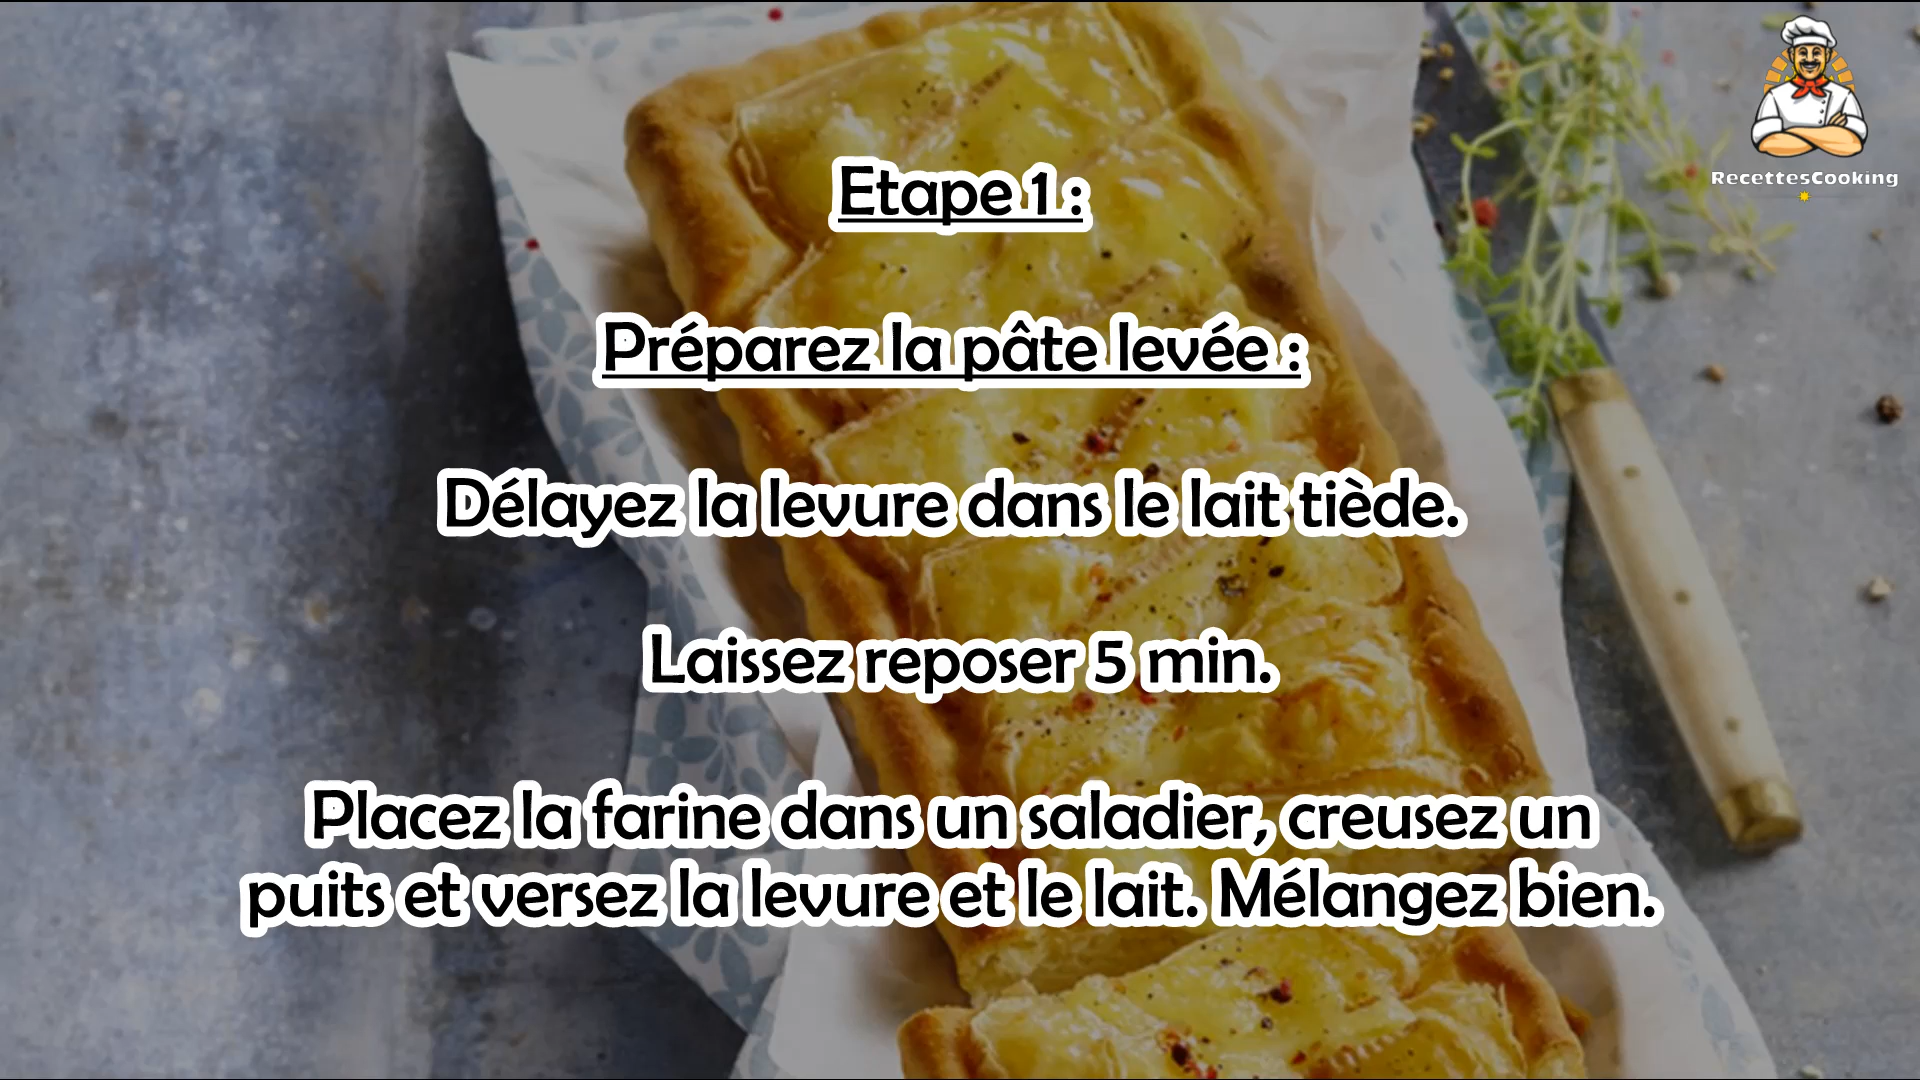 RecettesCooking
Etape 1 :
Préparez la pâte levée :
Délayez la levure dans le lait tiède.
Laissez reposer 5 min.
Placez la farine dans un saladier, creusez un
puits et versez la levure et le lait. Mélangez bien.